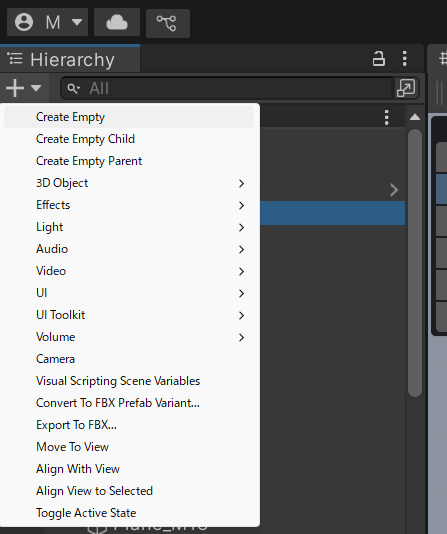 M
Hierarchy
All
Create Empty
Create Empty Child
Create Empty Parent
3D Object
Effects
Light
Audio
Video
UI
UI Toolkit
Volume
Camera
Visual Scripting Scene Variables
Convert To FBX Prefab Variant...
Export To FBX...
Move To View
Align With View
Align View to Selected
Toggle Active State